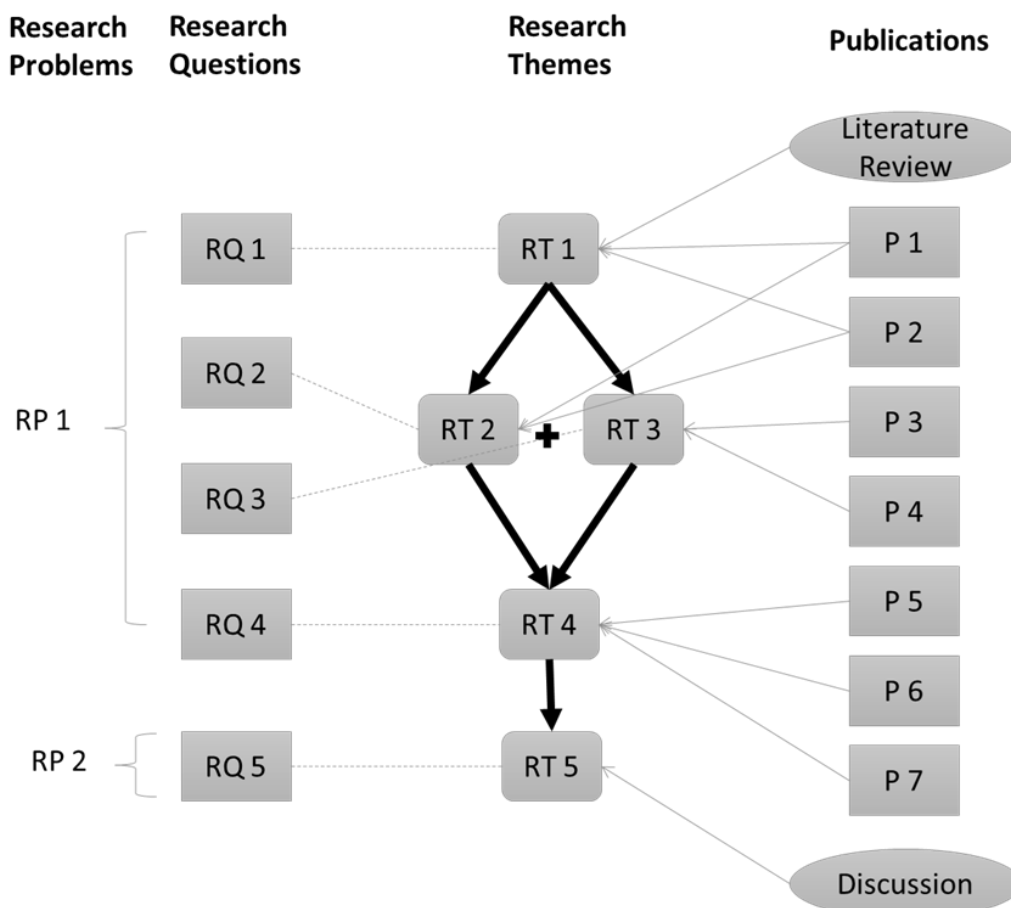 Research
Problems
Research
Questions
Research
Themes
Publications
Literature
Review
RQ 1
RT 1
P 1
P 2
RQ 2
RP 1
RT 2
+
RT 3
P 3
RQ 3
P 4
RQ 4
RT 4
P 5
P 6
RP 2
RQ 5
RT 5
P 7
Discussion